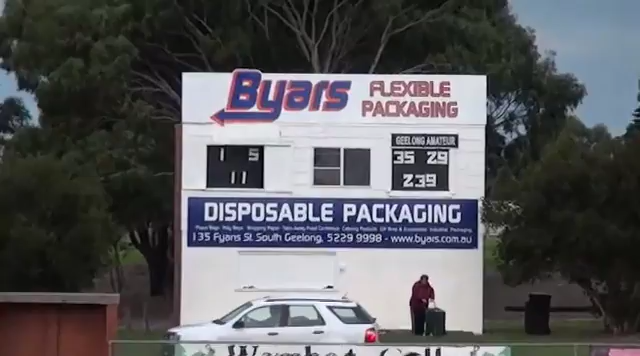 Byars FLEXIBLE
PACKAGING
GEELONG AMATEUR
1 5 35 29
11 239
DISPOSABLE PACKAGING
135 Fyans St. South Geelong, 5229 9998 - www.byars.com.au